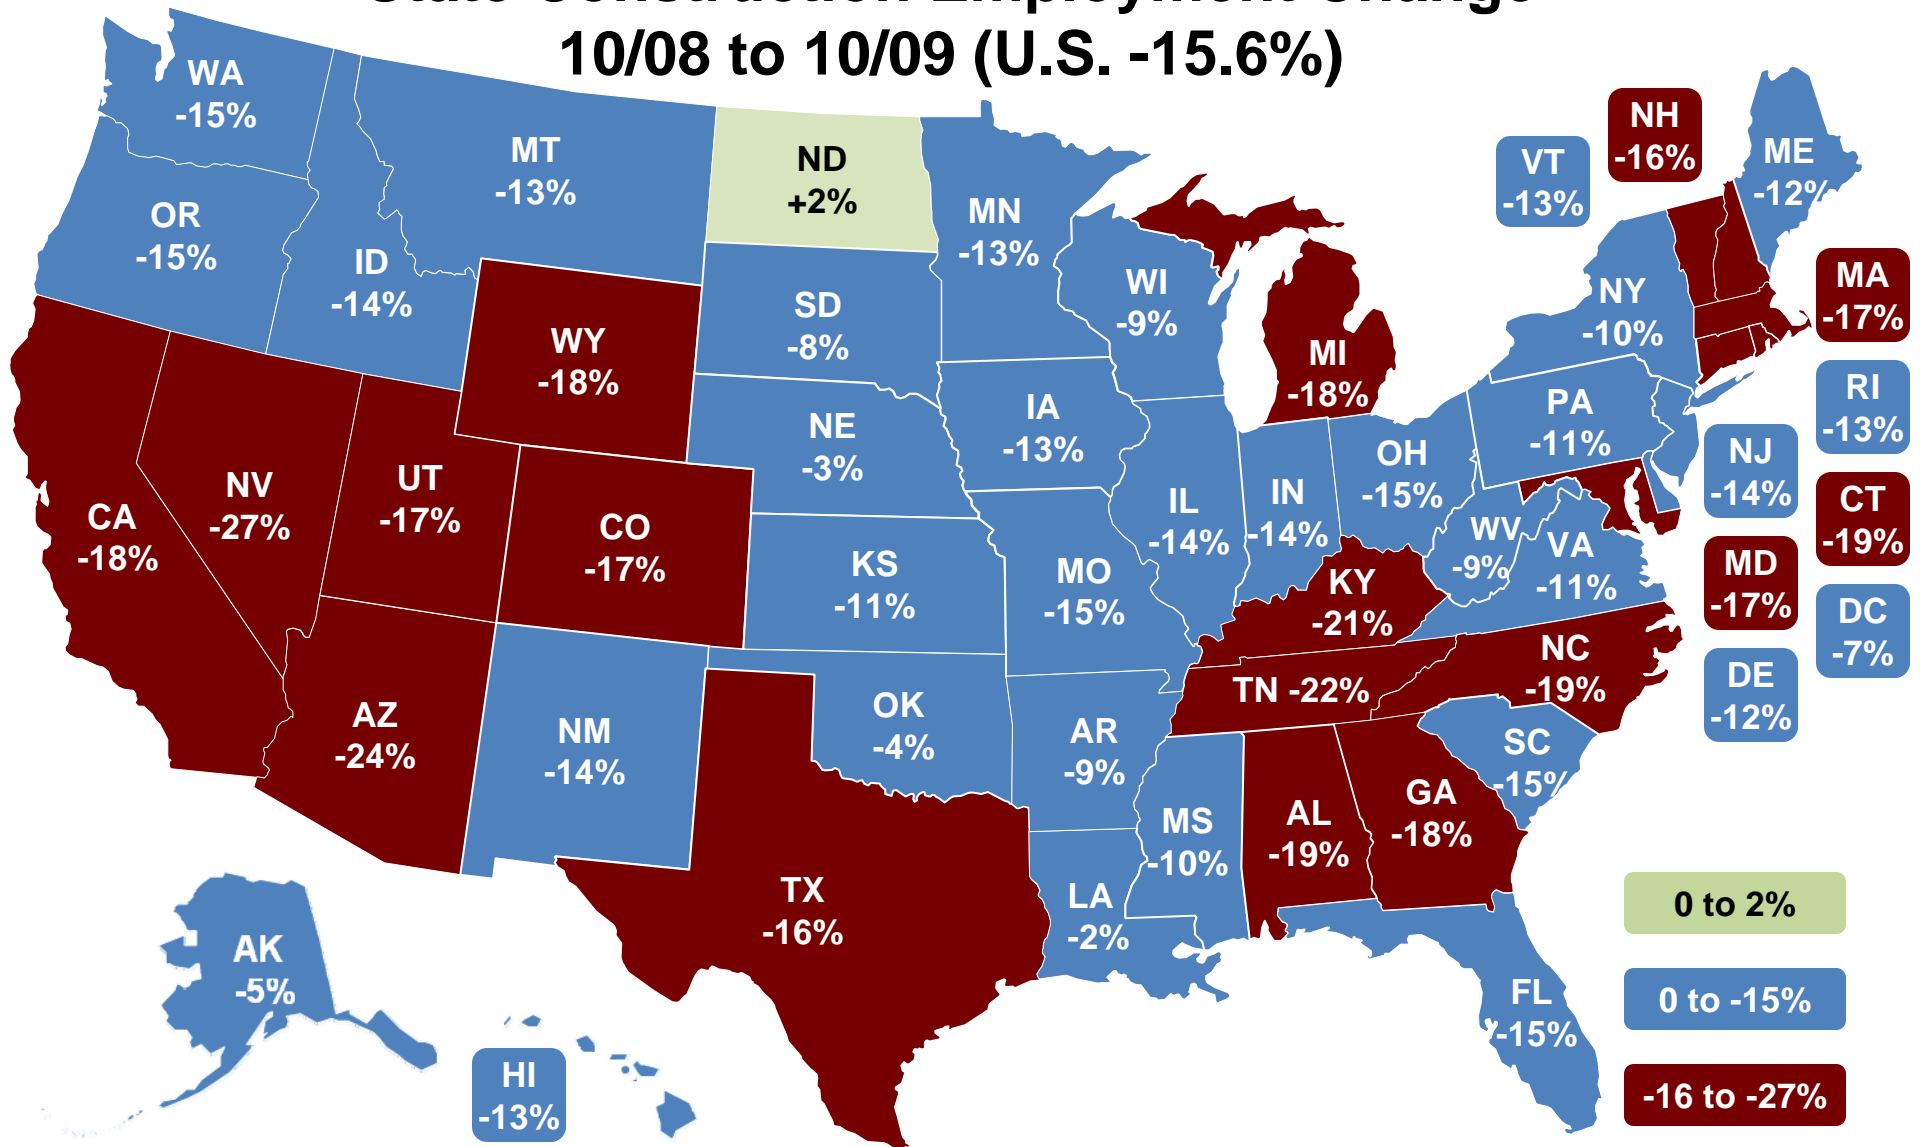 State Construction Employment Change
10/08 to 10/09 (U.S. -15.6%)
WA
-15%
OR
-15%
ID
-14%
MT
-13%
ND
+2%
MN
-13%
SD
-8%
WI
-9%
WY
-18%
MI
-18%
VT
-13%
NH
-16%
ME
-12%
NY
-10%
MA
-17%
RI
-13%
CT
-19%
NJ
-14%
PA
-11%
MD
-17%
DC
-7%
DE
-12%
CA
-18%
NV
-27%
UT
-17%
CO
-17%
NE
-3%
IA
-13%
KS
-11%
MO
-15%
IL
-14%
IN
-14%
OH
-15%
WV
-9%
VA
-11%
KY
-21%
NC
-19%
TN -22%
SC
-15%
AZ
-24%
NM
-14%
OK
-4%
AR
-9%
TX
-16%
LA
-2%
MS
-10%
AL
-19%
GA
-18%
FL
-15%
AK
-5%
HI
-13%
0 to 2%
0 to -15%
-16 to -27%